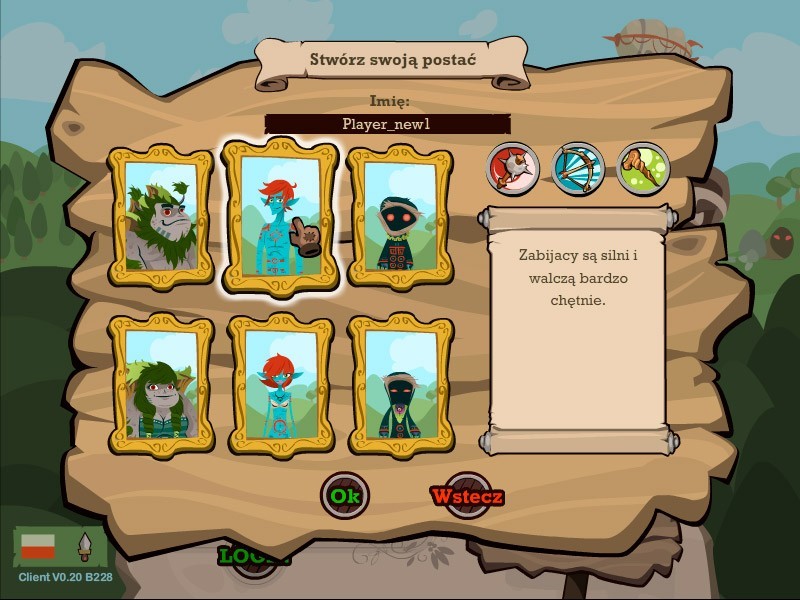 Stwórz swoją postać
Imię:
Player_new1
Zabijacy są silni i
walczą bardzo
chętnie.
Ok
Wstecz
Client V0.20 B228